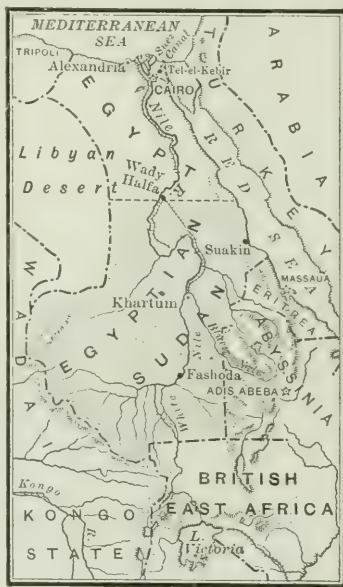 MEDITERRANEAN
SEA
TRIPOLI
Alexandria
Suez
Canal
Tel-el-Kebir
CAIRO
ARABIA
TURKEY
EGYPT
Nile
RED SEA
Libyan
Desert
Wady
Halfa
Suakin
MASSAUA
ERITREA
Khartum
EGYPTIAN
SUDAN
WADAI
Nile
Blue Nile
ABYSSINIA
Fashoda
ADIS ABEBA
White
BRITISH
EAST AFRICA
Kongo
KONGO
STATE
R.
L.
Victoria